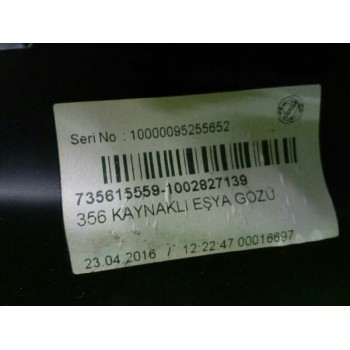 Seri No : 10000095255652
735615559-1002827139
356 KAYNAKLI EŞYA GÖZÜ
23.04.2016 / 12:22:47 00016697